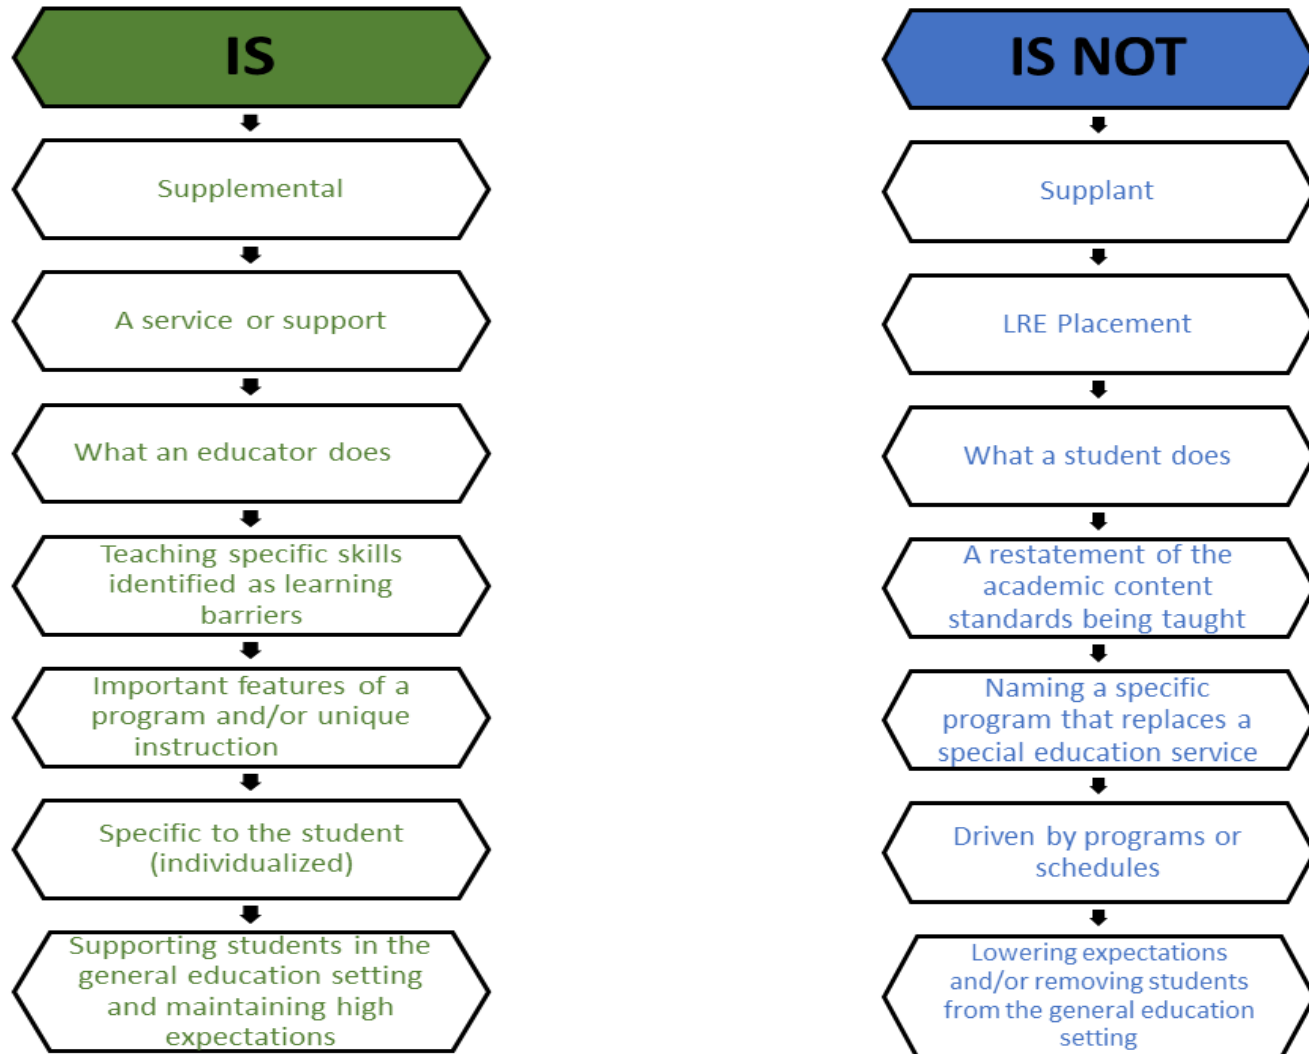 IS
Supplemental
A service or support
What an educator does
Teaching specific skills
identified as learning
barriers
Important features of a
program and/or unique
instruction
Specific to the student
(individualized)
Supporting students in the
general education setting
and maintaining high
expectations
IS NOT
Supplant
LRE Placement
What a student does
A restatement of the
academic content
standards being taught
Naming a specific
program that replaces a
special education service
Driven by programs or
schedules
Lowering expectations
and/or removing students
from the general education
setting